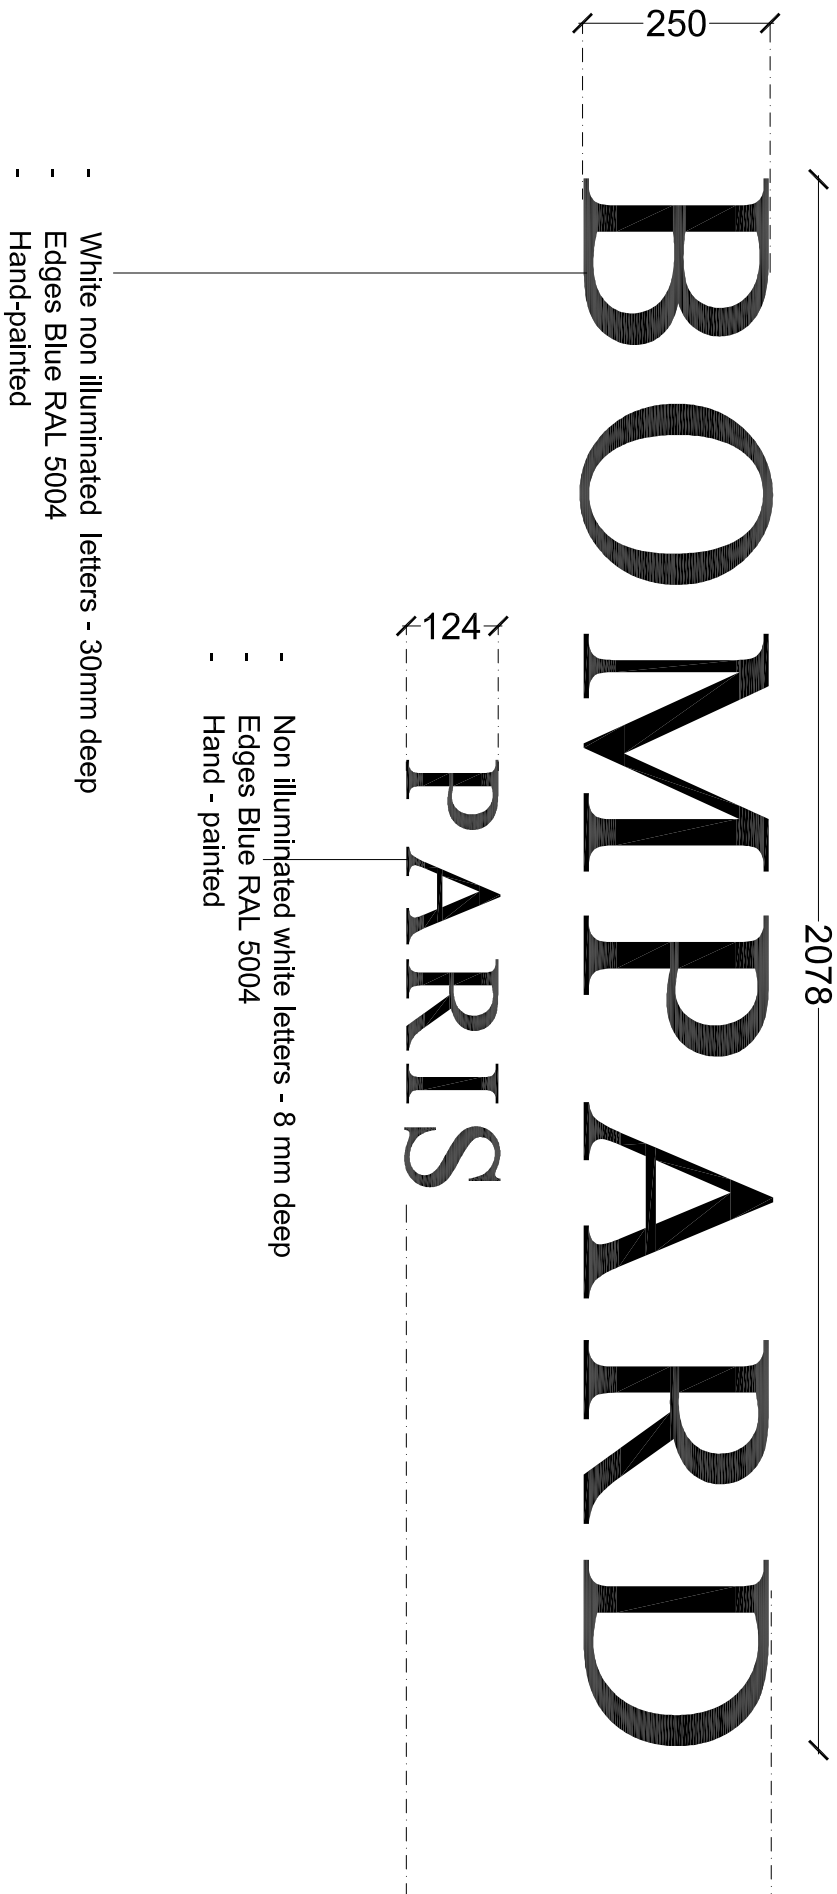 2078
250
BOMPARD
124
PARIS
- Non illuminated white letters - 8 mm deep
- Edges Blue RAL 5004
- Hand - painted
- White non illuminated letters - 30mm deep
- Edges Blue RAL 5004
- Hand-painted